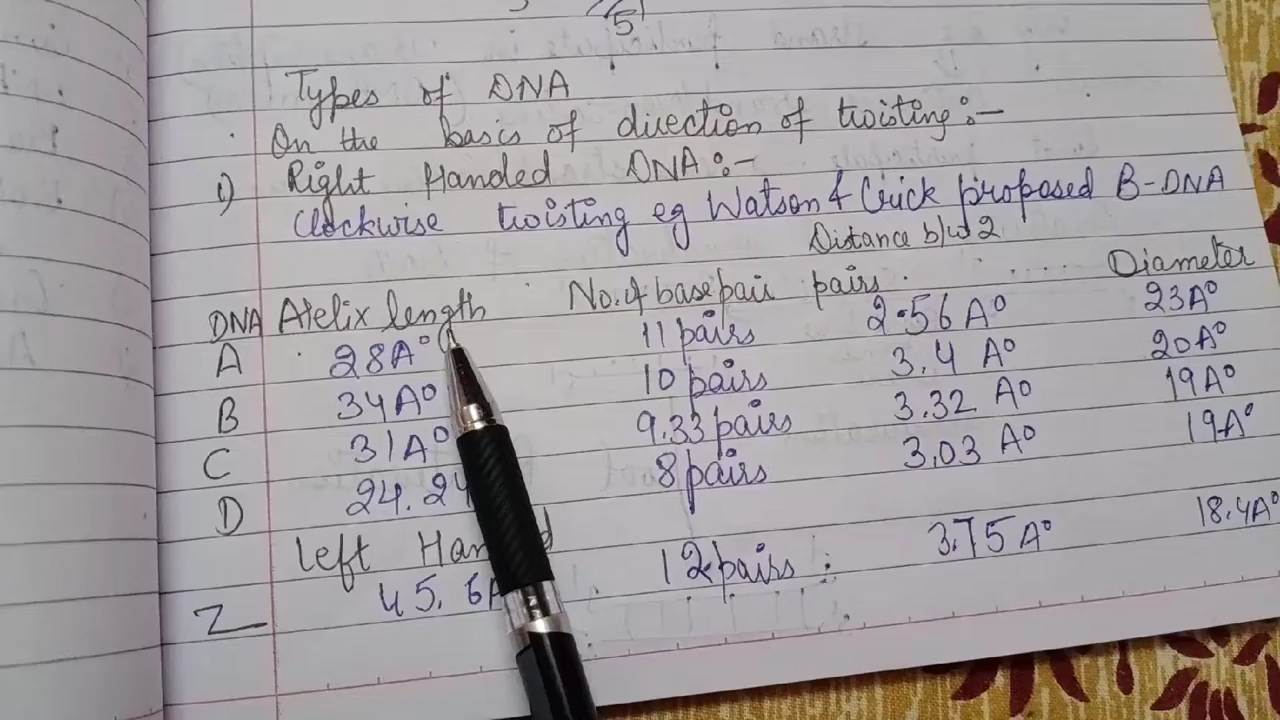 5
Types of DNA
On the basis of direction of twisting :-
1) Right Handed DNA :-
Clockwise twisting eg Watson & Crick proposed B-DNA
Distance b/w 2
DNA Helix length No. of base pair pairs. Diameter
A 28A° 11 pairs 2.56 A° 23A°
B 34A° 10 pairs 3.4 A° 20A°
C 31A° 9.33 pairs 3.32 A° 19A°
D 24.24 8 pairs 3.03 A° 19A°
Left
Z 45.6A 12 pairs 3.75 A° 18.4A°